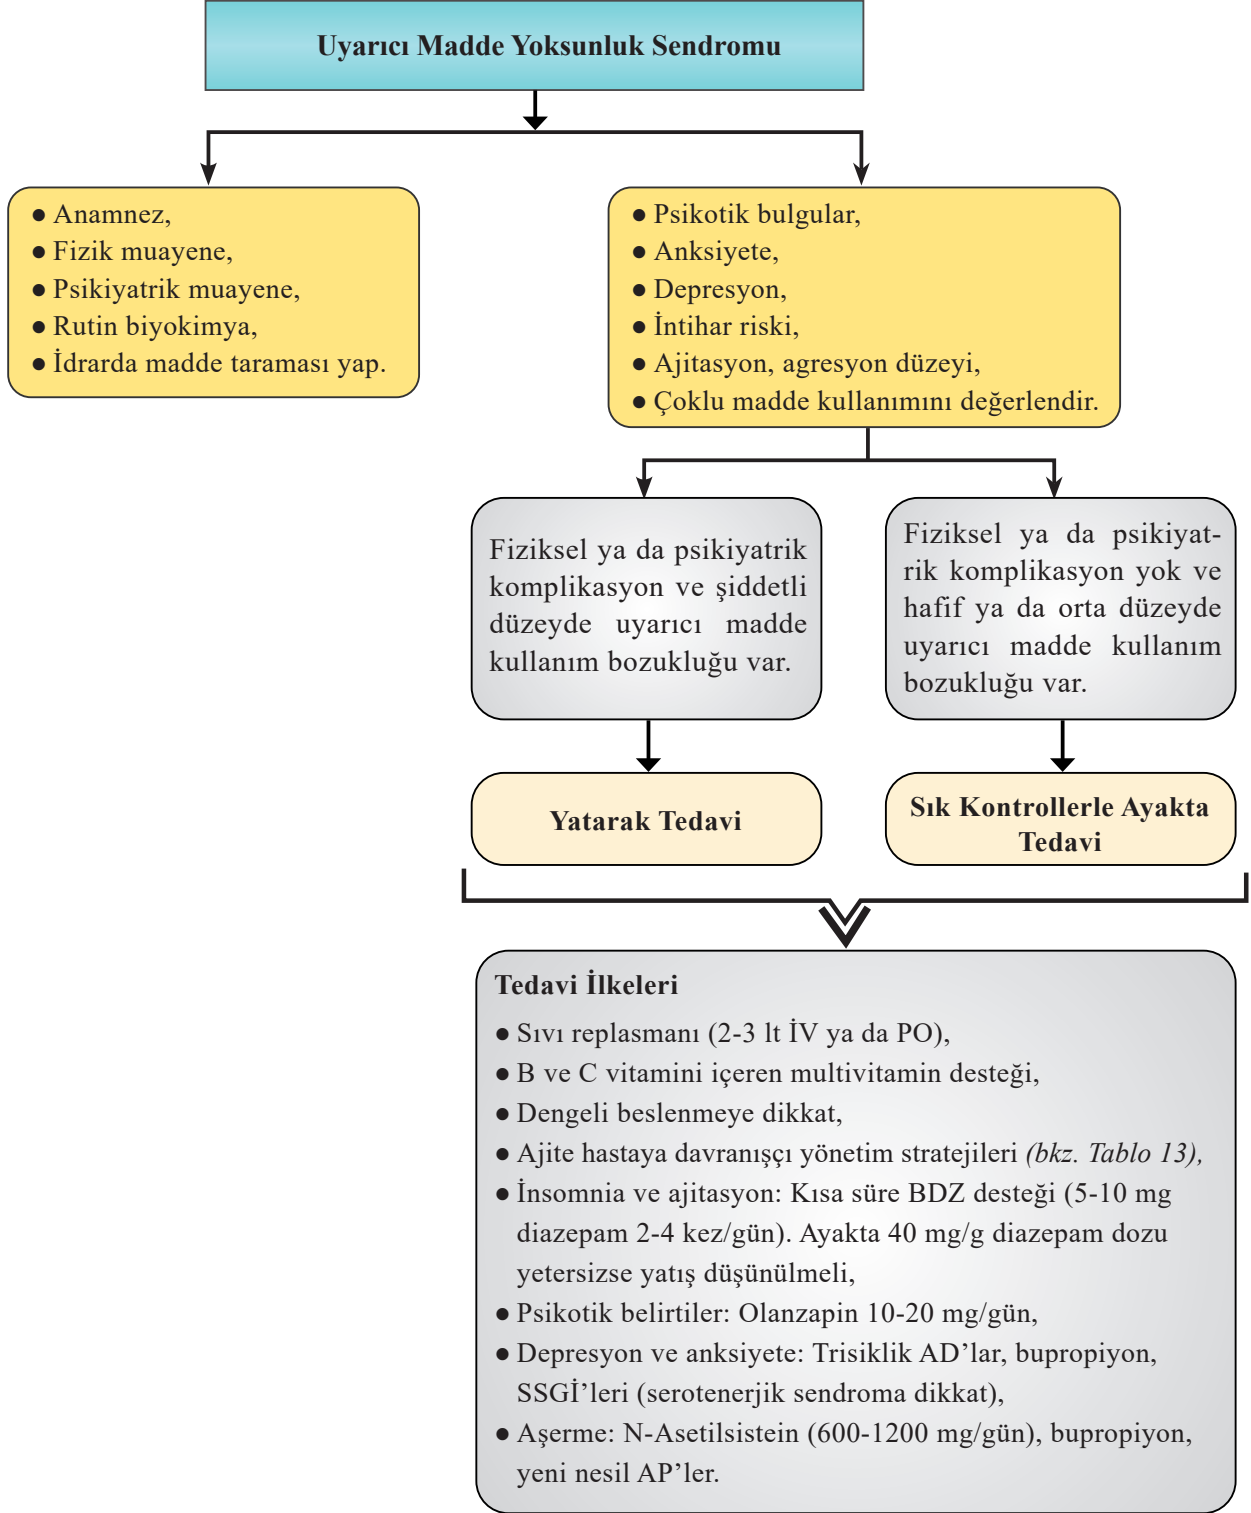 Uyarıcı Madde Yoksunluk Sendromu
● Anamnez,
● Fizik muayene,
● Psikiyatrik muayene,
● Rutin biyokimya,
● İdrarda madde taraması yap.
● Psikotik bulgular,
● Anksiyete,
● Depresyon,
● İntihar riski,
● Ajitasyon, agresyon düzeyi,
● Çoklu madde kullanımını değerlendir.
Fiziksel ya da psikiyatrik
komplikasyon ve şiddetli
düzeyde uyarıcı madde
kullanım bozukluğu var.
Fiziksel ya da psikiyat-
rik komplikasyon yok ve
hafif ya da orta düzeyde
uyarıcı madde kullanım
bozukluğu var.
Yatarak Tedavi
Sık Kontrollerle Ayakta
Tedavi
Tedavi İlkeleri
● Sıvı replasmanı (2-3 lt İV ya da PO),
● B ve C vitamini içeren multivitamin desteği,
● Dengeli beslenmeye dikkat,
● Ajite hastaya davranışçı yönetim stratejileri (bkz. Tablo 13),
● İnsomnia ve ajitasyon: Kısa süre BDZ desteği (5-10 mg
diazepam 2-4 kez/gün). Ayakta 40 mg/g diazepam dozu
yetersizse yatış düşünülmeli,
● Psikotik belirtiler: Olanzapin 10-20 mg/gün,
● Depresyon ve anksiyete: Trisiklik AD’lar, bupropiyon,
SSGİ’leri (serotenerjik sendroma dikkat),
● Aşerme: N-Asetilsistein (600-1200 mg/gün), bupropiyon,
yeni nesil AP’ler.